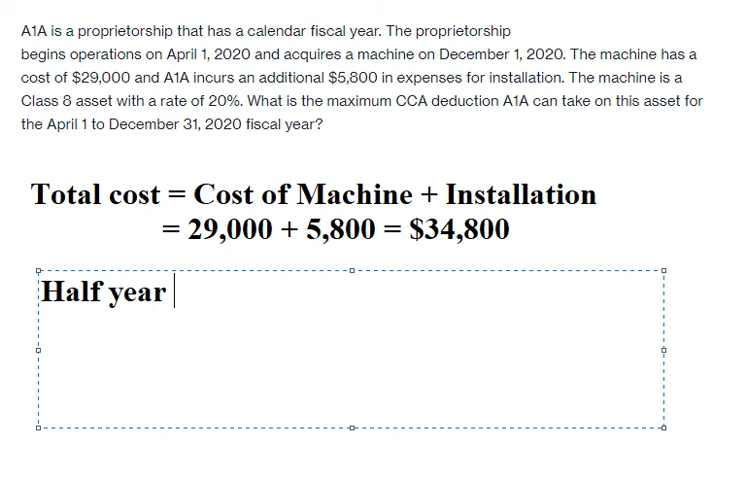 A1A is a proprietorship that has a calendar fiscal year. The proprietorship
begins operations on April 1, 2020 and acquires a machine on December 1, 2020. The machine has a
cost of $29,000 and A1A incurs an additional $5,800 in expenses for installation. The machine is a
Class 8 asset with a rate of 20%. What is the maximum CCA deduction A1A can take on this asset for
the April 1 to December 31, 2020 fiscal year?
Total cost = Cost of Machine + Installation
= 29,000 + 5,800 = $34,800
Half year